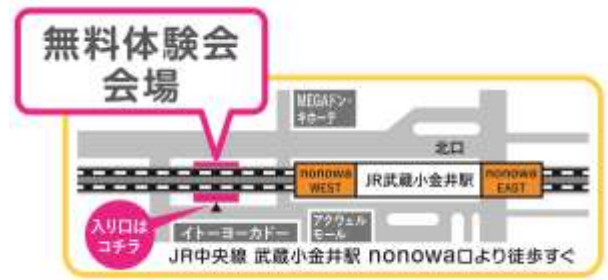 無料体験会
会場
MEGAドン・
キホーテ
北口
nonowa
WEST
JR武蔵小金井駅
nonowa
EAST
入り口は
コチラ
イトーヨーカドー
アクウェル
モール
JR中央線 武蔵小金井駅 nonowa口より徒歩すぐ